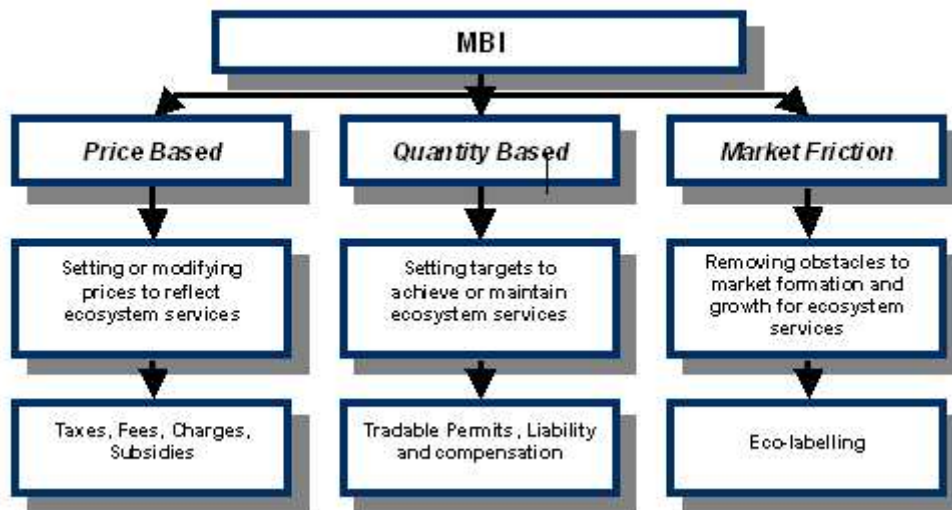 MBI
Price Based
Quantity Based
Market Friction
Setting or modifying
prices to reflect
ecosystem services
Setting targets to
achieve or maintain
ecosystem services
Removing obstacles to
market formation and
growth for ecosystem
services
Taxes, Fees, Charges,
Subsidies
Tradable Permits, Liability
and compensation
Eco-labelling